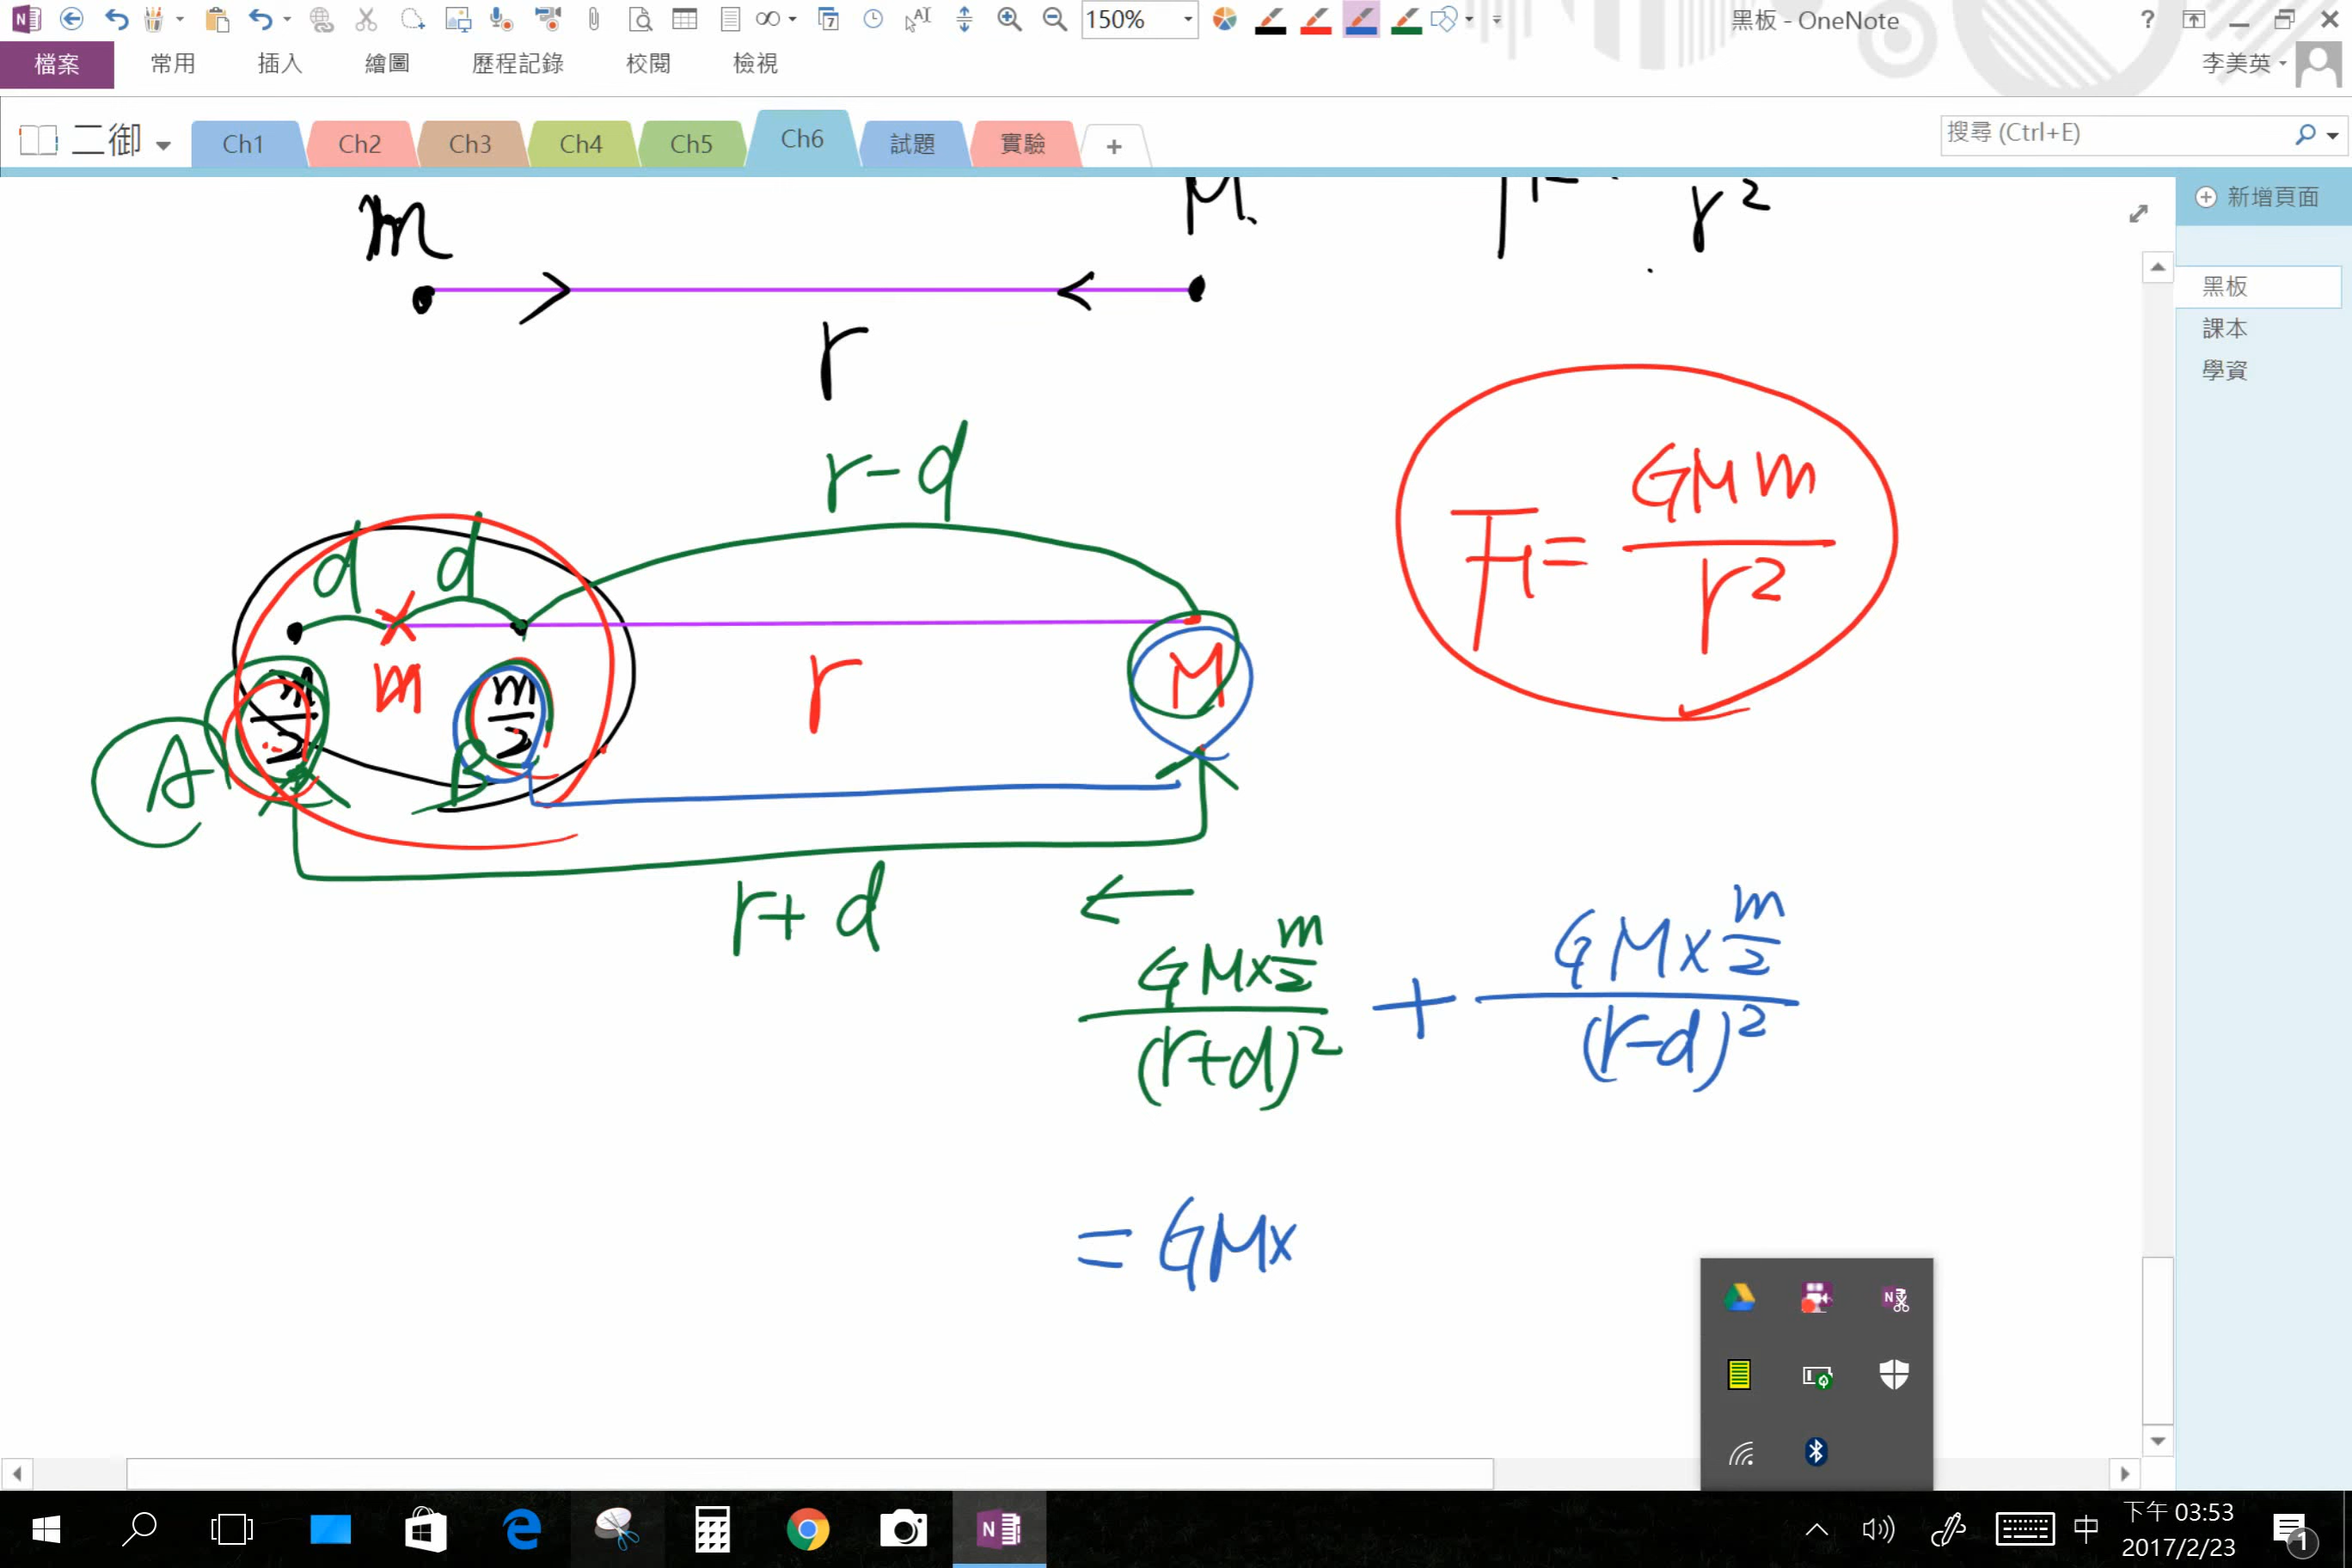 150%
黑板 - OneNote
?
檔案
常用
插入
繪圖
歷程記錄
校閱
檢視
李美英
二御
Ch1
Ch2
Ch3
Ch4
Ch5
Ch6
試題
實驗
+
搜尋 (Ctrl+E)
新增頁面
黑板
課本
學資
m
M
r²
r
r-d
d d
m
m/2
m/2
r
M
F = GMm/r²
A
B
r+d
←
GM×m/2/(r+d)² + GM×m/2/(r-d)²
= GM×
中
下午 03:53
2017/2/23
1